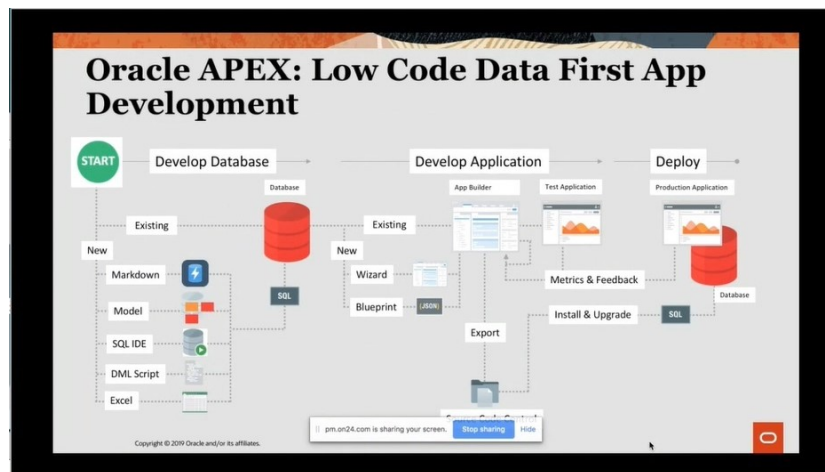 Oracle APEX: Low Code Data First App
Development
START
Develop Database
Develop Application
Deploy
Database
App Builder
Test Application
Production Application
Existing
Existing
New
New
Markdown
Wizard
Metrics & Feedback
SQL
Database
Model
Blueprint
{JSON}
Install & Upgrade
SQL
SQL IDE
Export
DML Script
Excel
Source Code Control
pm.on24.com is sharing your screen.
Stop sharing
Hide
Copyright © 2019 Oracle and/or its affiliates.